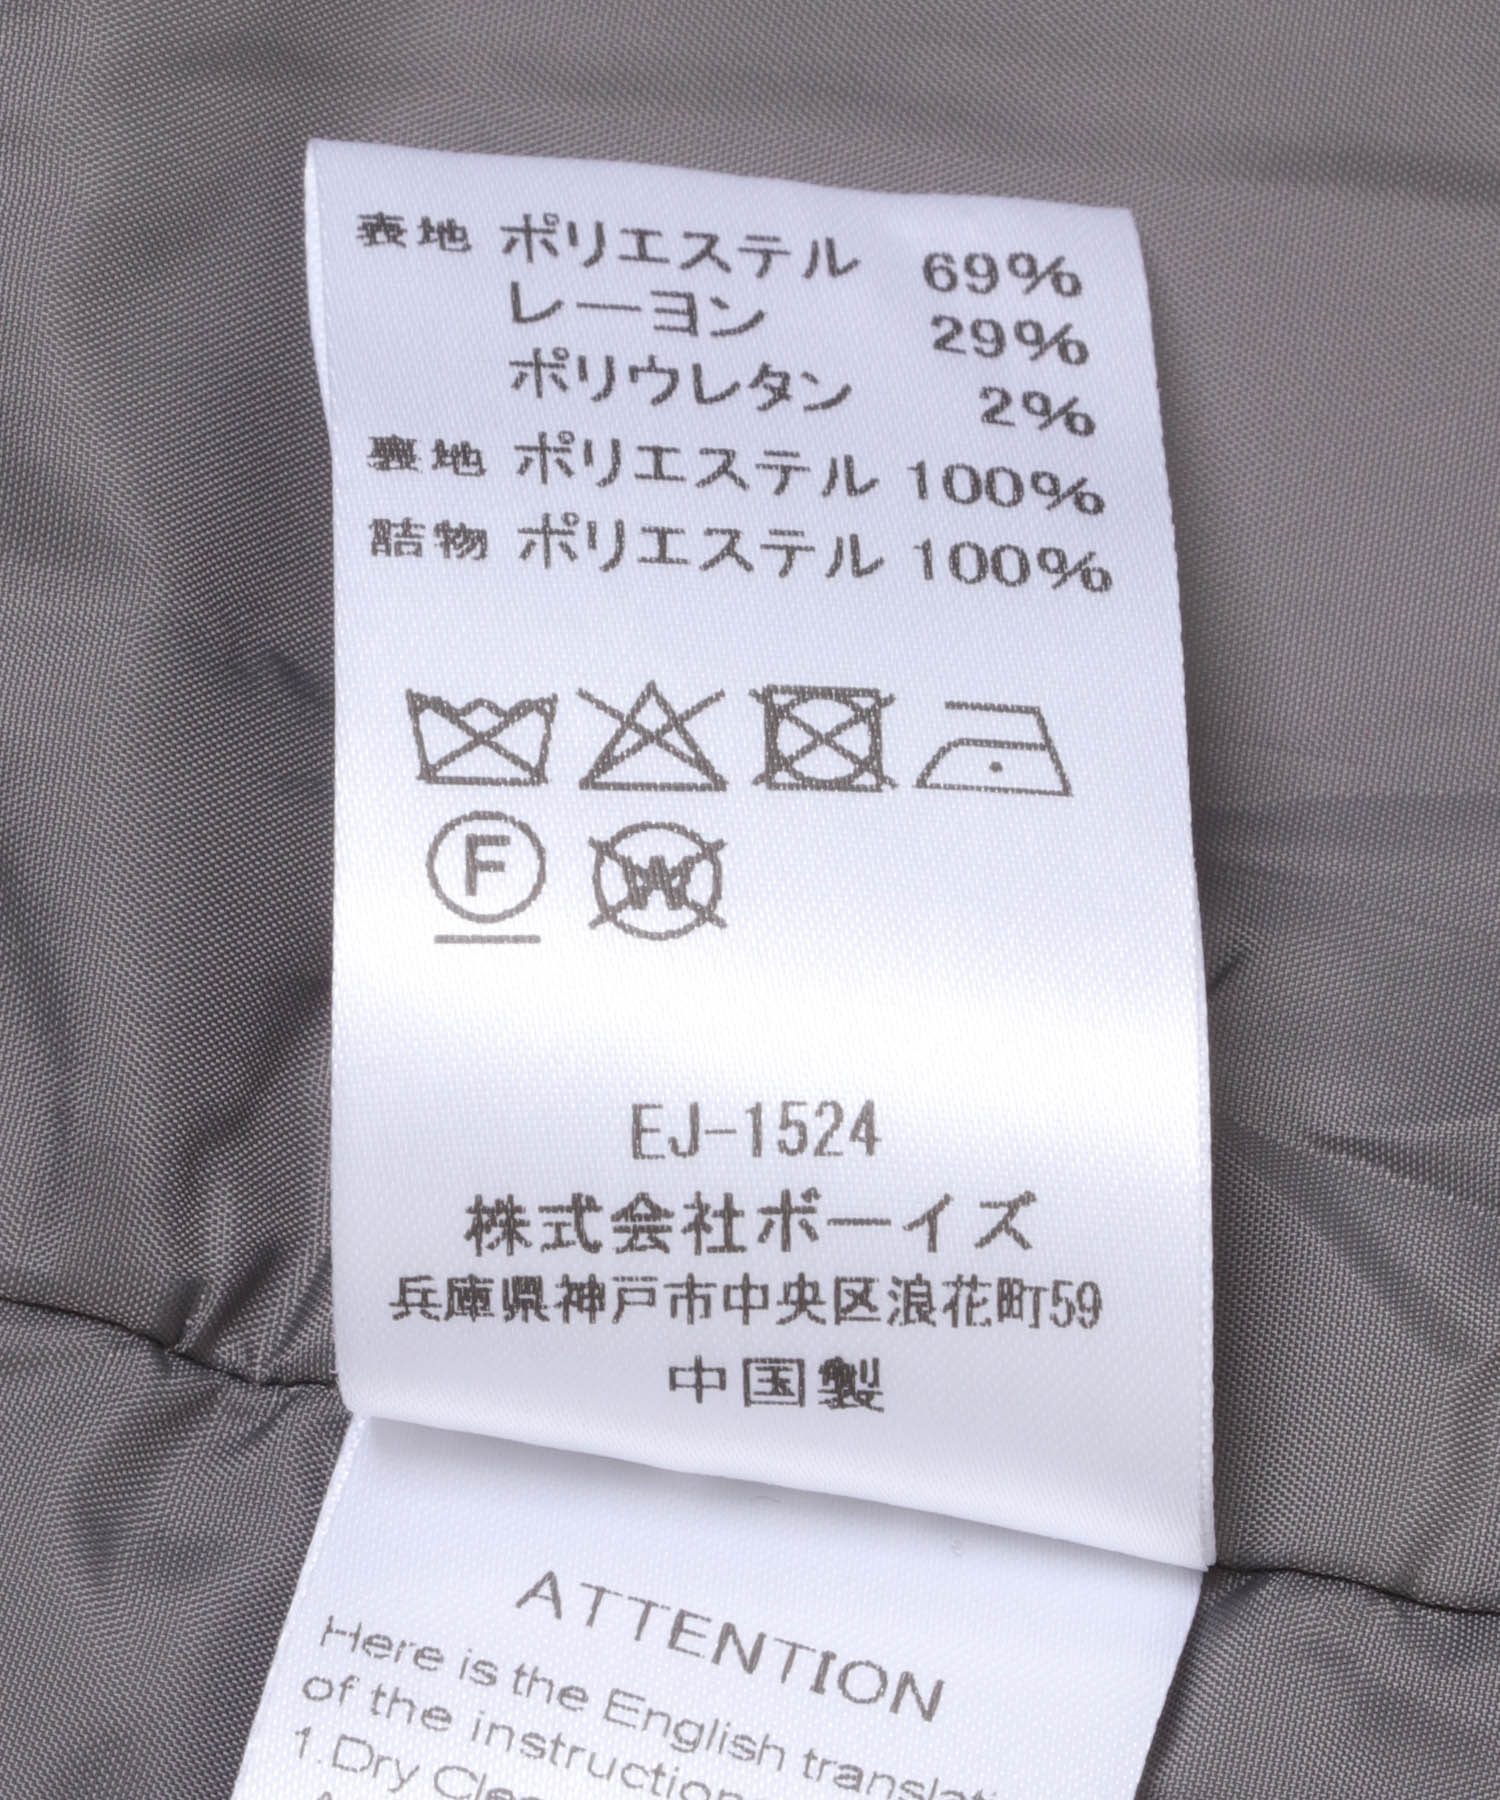 表地 ポリエステル 69%
レーヨン 29%
ポリウレタン 2%
裏地 ポリエステル 100%
詰物 ポリエステル 100%
F W
EJ-1524
株式会社ボーイズ
兵庫県神戸市中央区浪花町59
中国製
ATTENTION
Here is the English
of the
1.Dry